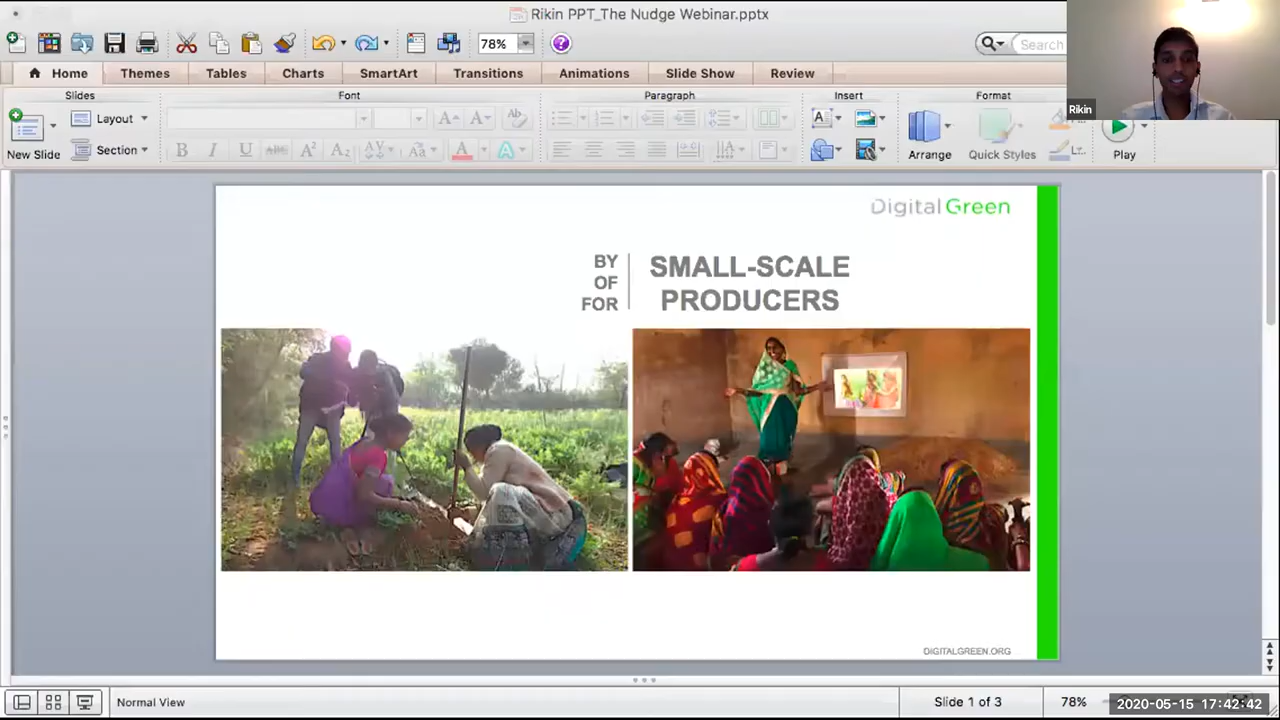 Rikin PPT_The Nudge Webinar.pptx
78%
Search
Home
Themes
Tables
Charts
SmartArt
Transitions
Animations
Slide Show
Review
Rikin
Slides
Font
Paragraph
Insert
Format
New Slide
Layout
Section
Arrange
Quick Styles
Play
Digital Green
BY
OF
FOR
SMALL-SCALE
PRODUCERS
DIGITALGREEN.ORG
Normal View
Slide 1 of 3
78%
2020-05-15 17:42:42